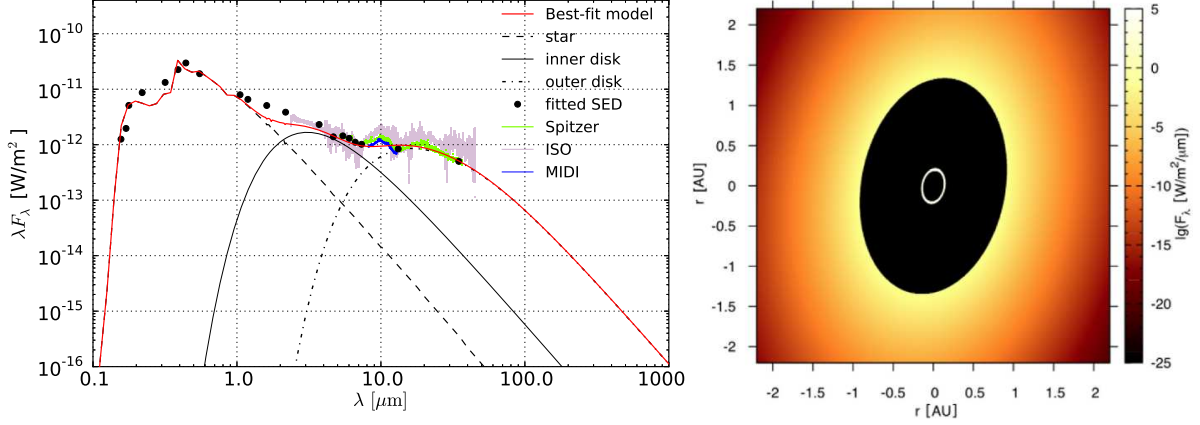 Best-fit model
star
inner disk
outer disk
fitted SED
Spitzer
ISO
MIDI
10⁻¹⁰
10⁻¹¹
10⁻¹²
10⁻¹³
10⁻¹⁴
10⁻¹⁵
10⁻¹⁶
λF_λ [W/m²]
0.1 1.0 10.0 100.0 1000
λ [μm]
2
1.5
1
0.5
0
-0.5
-1
-1.5
-2
r [AU]
-2 -1.5 -1 -0.5 0 0.5 1 1.5 2
r [AU]
5
0
-5
-10
-15
-20
-25
lg(F_λ [W/m²/μm])